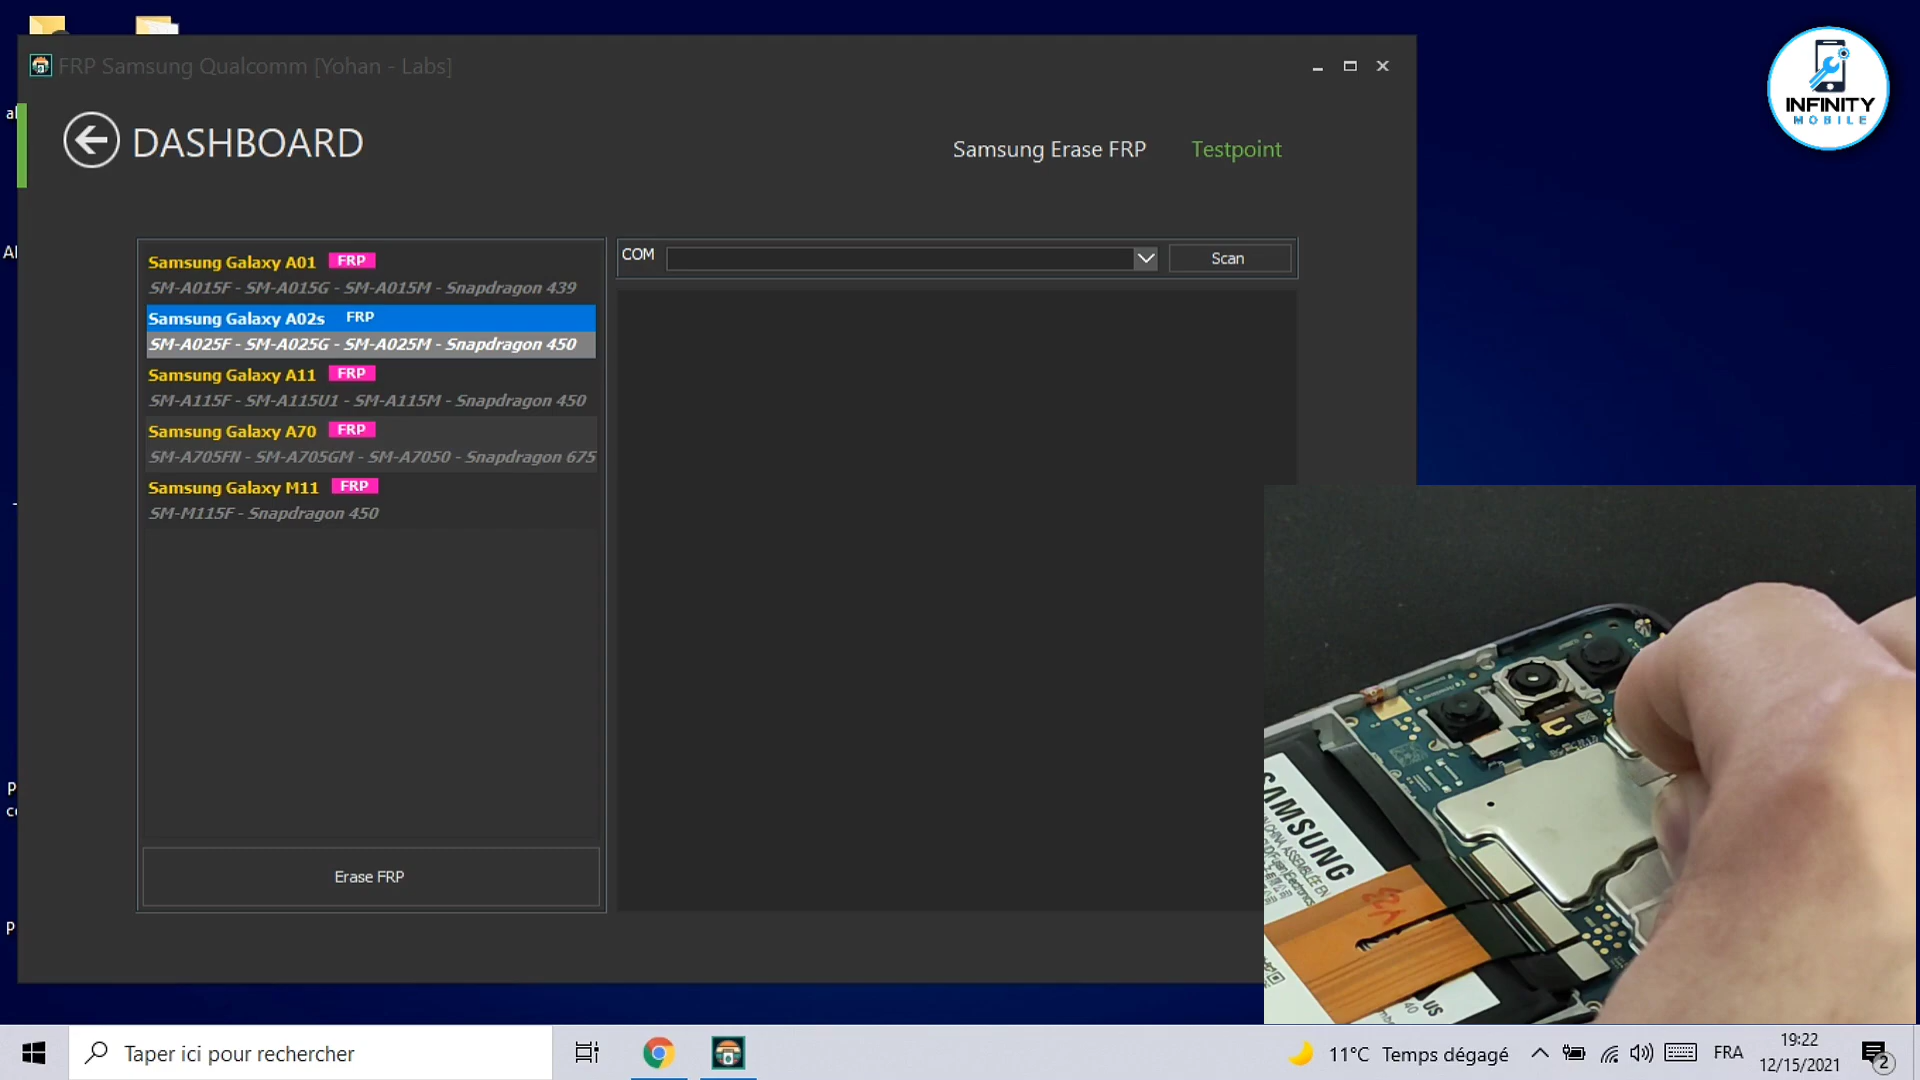 FRP Samsung Qualcomm [Yohan - Labs]
INFINITY
MOBILE
DASHBOARD
Samsung Erase FRP
Testpoint
Samsung Galaxy A01 FRP
SM-A015F - SM-A015G - SM-A015M - Snapdragon 439
Samsung Galaxy A02s FRP
SM-A025F - SM-A025G - SM-A025M - Snapdragon 450
Samsung Galaxy A11 FRP
SM-A115F - SM-A115U1 - SM-A115M - Snapdragon 450
Samsung Galaxy A70 FRP
SM-A705FN - SM-A705GM - SM-A7050 - Snapdragon 675
Samsung Galaxy M11 FRP
SM-M115F - Snapdragon 450
COM
Scan
Erase FRP
SAMSUNG
US
Taper ici pour rechercher
11°C Temps dégagé
FRA
19:22
12/15/2021
2